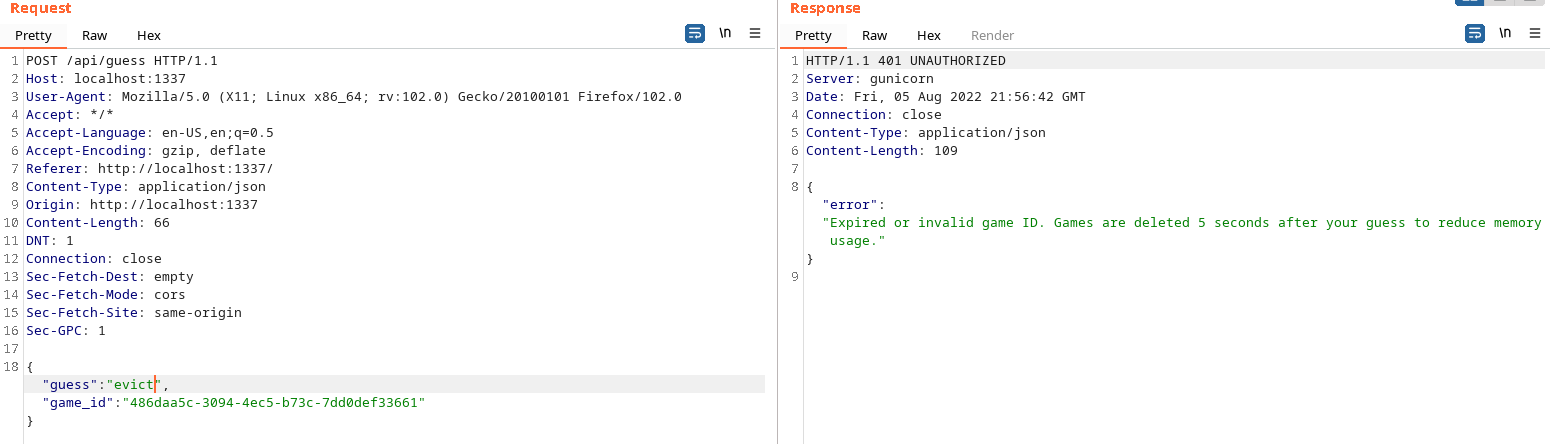 Request
Pretty Raw Hex \n
1 POST /api/guess HTTP/1.1
2 Host: localhost:1337
3 User-Agent: Mozilla/5.0 (X11; Linux x86_64; rv:102.0) Gecko/20100101 Firefox/102.0
4 Accept: */*
5 Accept-Language: en-US,en;q=0.5
6 Accept-Encoding: gzip, deflate
7 Referer: http://localhost:1337/
8 Content-Type: application/json
9 Origin: http://localhost:1337
10 Content-Length: 66
11 DNT: 1
12 Connection: close
13 Sec-Fetch-Dest: empty
14 Sec-Fetch-Mode: cors
15 Sec-Fetch-Site: same-origin
16 Sec-GPC: 1
17
18 {
"guess":"evict",
"game_id":"486daa5c-3094-4ec5-b73c-7dd0def33661"
}
Response
Pretty Raw Hex Render \n
1 HTTP/1.1 401 UNAUTHORIZED
2 Server: gunicorn
3 Date: Fri, 05 Aug 2022 21:56:42 GMT
4 Connection: close
5 Content-Type: application/json
6 Content-Length: 109
7
8 {
"error":
"Expired or invalid game ID. Games are deleted 5 seconds after your guess to reduce memory
usage."
}
9